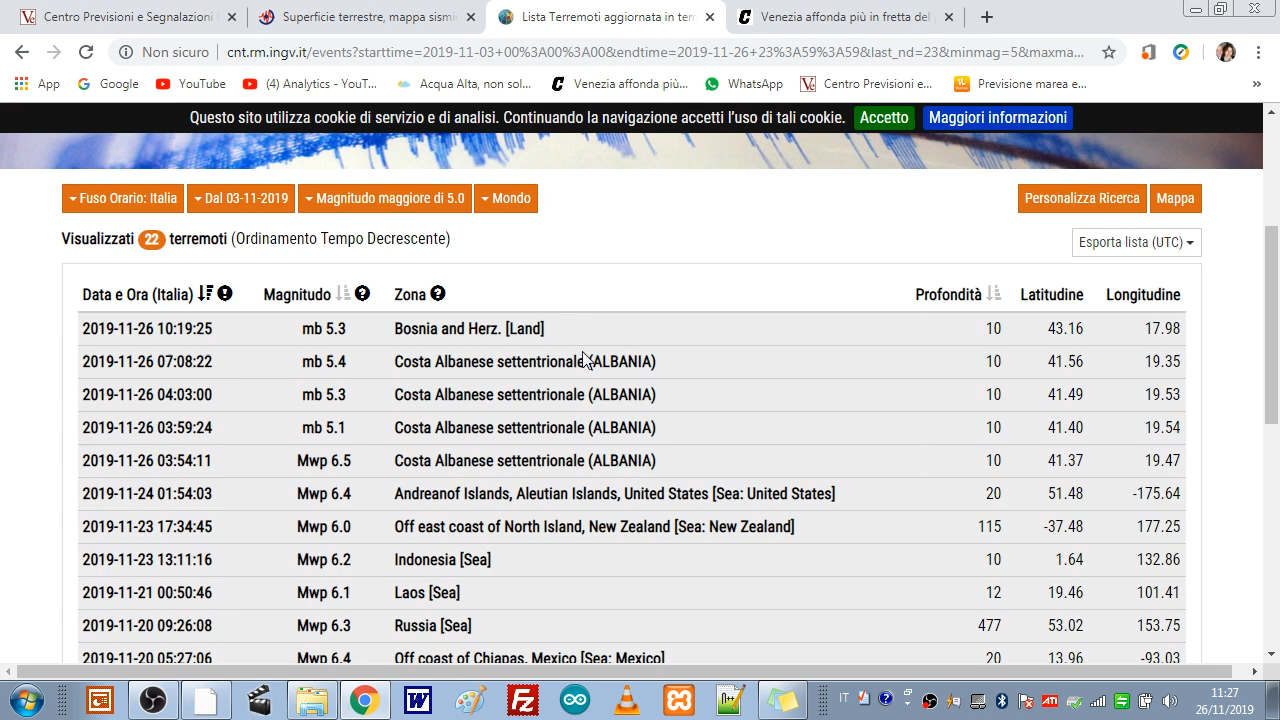 Centro Previsioni e Segnalazioni
Superficie terrestre, mappa sismi
Lista Terremoti aggiornata in tem
Venezia affonda più in fretta del
Non sicuro
cnt.rm.ingv.it/events?starttime=2019-11-03+00%3A00%3A00&endtime=2019-11-26+23%3A59%3A59&last_nd=23&minmag=5&maxma...
App
Google
YouTube
(4) Analytics - YouT...
Acqua Alta, non sol...
Venezia affonda più...
WhatsApp
Centro Previsioni e...
Previsione marea e...
»
Questo sito utilizza cookie di servizio e di analisi. Continuando la navigazione accetti l'uso di tali cookie.
Accetto
Maggiori informazioni
Fuso Orario: Italia
Dal 03-11-2019
Magnitudo maggiore di 5.0
Mondo
Personalizza Ricerca
Mappa
Visualizzati 22 terremoti (Ordinamento Tempo Decrescente)
Esporta lista (UTC)
Data e Ora (Italia) Magnitudo Zona Profondità Latitudine Longitudine
2019-11-26 10:19:25 mb 5.3 Bosnia and Herz. [Land] 10 43.16 17.98
2019-11-26 07:08:22 mb 5.4 Costa Albanese settentrionale (ALBANIA) 10 41.56 19.35
2019-11-26 04:03:00 mb 5.3 Costa Albanese settentrionale (ALBANIA) 10 41.49 19.53
2019-11-26 03:59:24 mb 5.1 Costa Albanese settentrionale (ALBANIA) 10 41.40 19.54
2019-11-26 03:54:11 Mwp 6.5 Costa Albanese settentrionale (ALBANIA) 10 41.37 19.47
2019-11-24 01:54:03 Mwp 6.4 Andreanof Islands, Aleutian Islands, United States [Sea: United States] 20 51.48 -175.64
2019-11-23 17:34:45 Mwp 6.0 Off east coast of North Island, New Zealand [Sea: New Zealand] 115 -37.48 177.25
2019-11-23 13:11:16 Mwp 6.2 Indonesia [Sea] 10 1.64 132.86
2019-11-21 00:50:46 Mwp 6.1 Laos [Sea] 12 19.46 101.41
2019-11-20 09:26:08 Mwp 6.3 Russia [Sea] 477 53.02 153.75
2019-11-20 05:27:06 Mwp 6.4 Off coast of Chiapas, Mexico [Sea: Mexico] 20 13.96 -93.03
IT
11:27
26/11/2019